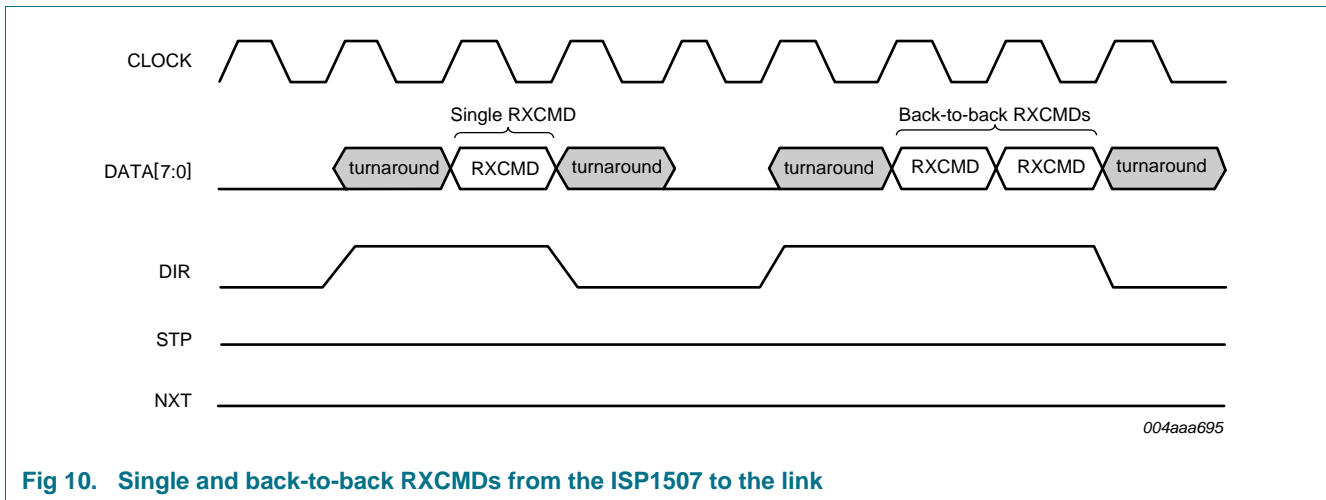 CLOCK
Single RXCMD
Back-to-back RXCMDs
DATA[7:0]
turnaround
RXCMD
turnaround
turnaround
RXCMD
RXCMD
turnaround
DIR
STP
NXT
004aaa695
Fig 10. Single and back-to-back RXCMDs from the ISP1507 to the link